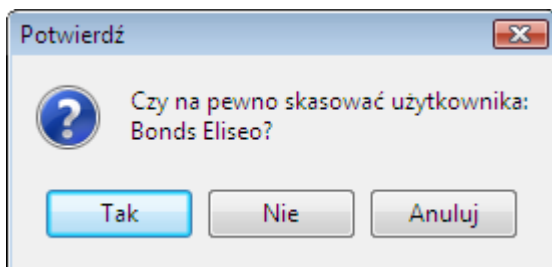 Potwierdź
Czy na pewno skasować użytkownika:
Bonds Eliseo?
Tak
Nie
Anuluj